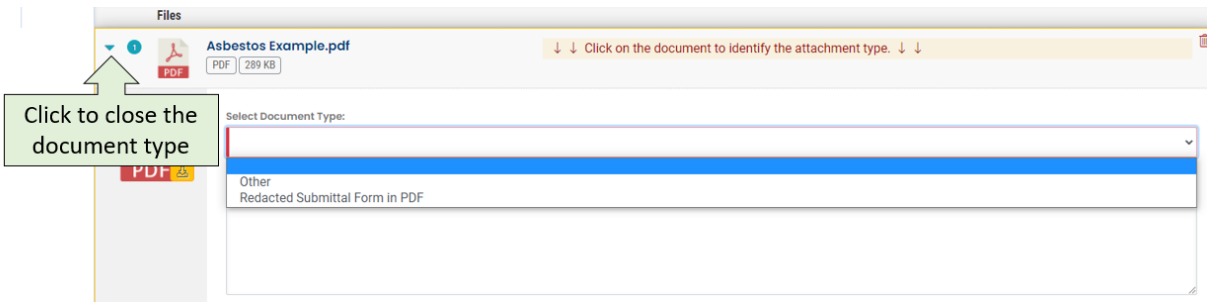 Files
1
Asbestos Example.pdf
↓ ↓ Click on the document to identify the attachment type. ↓ ↓
PDF
PDF 289 KB
Click to close the
document type
Select Document Type:
PDF
Other
Redacted Submittal Form in PDF